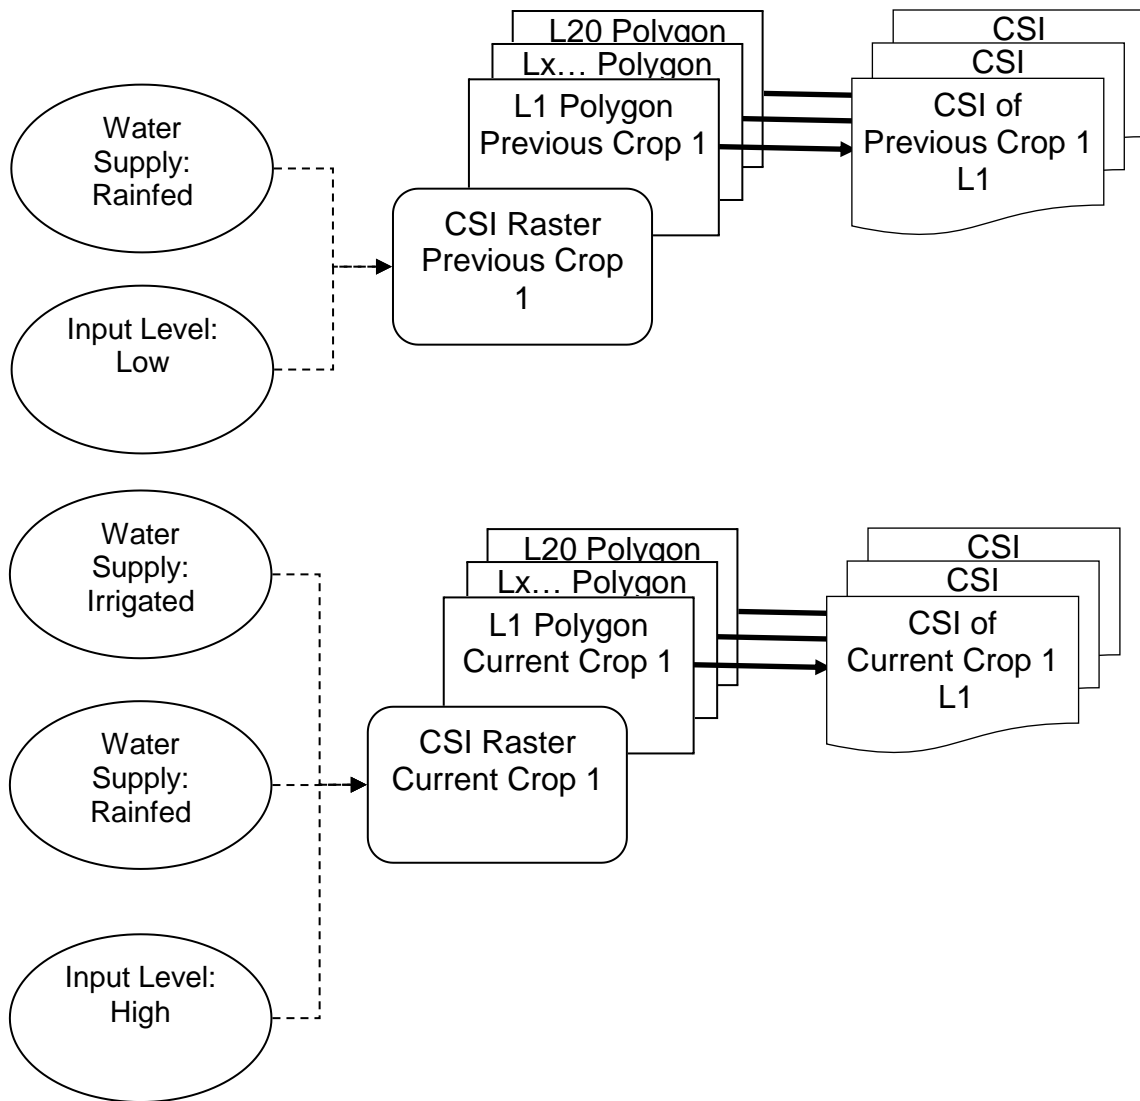 L20 Polygon
Lx… Polygon
L1 Polygon
Previous Crop 1
CSI
CSI
CSI of
Previous Crop 1
L1
Water
Supply:
Rainfed
CSI Raster
Previous Crop
1
Input Level:
Low
Water
Supply:
Irrigated
L20 Polygon
Lx… Polygon
L1 Polygon
Current Crop 1
CSI
CSI
CSI of
Current Crop 1
L1
Water
Supply:
Rainfed
CSI Raster
Current Crop 1
Input Level:
High